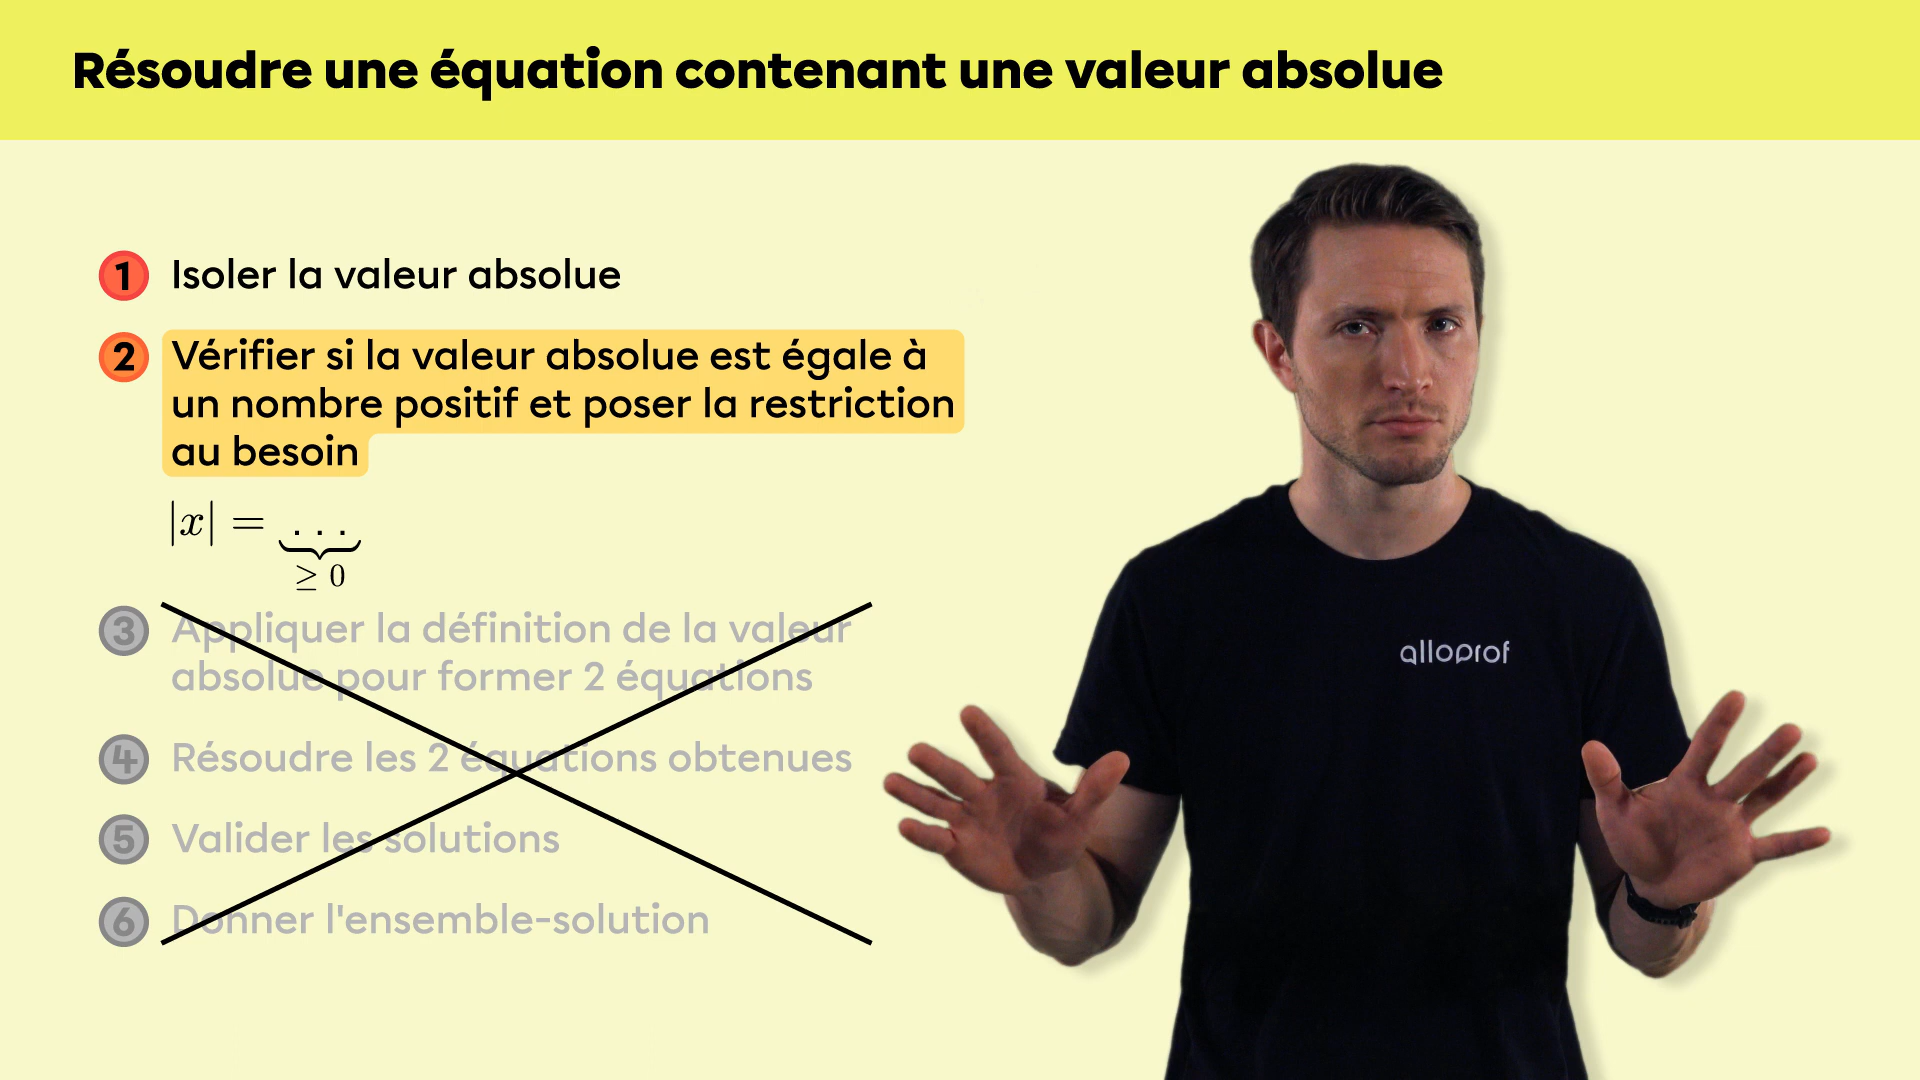 Résoudre une équation contenant une valeur absolue
1 Isoler la valeur absolue
2 Vérifier si la valeur absolue est égale à
un nombre positif et poser la restriction
au besoin
|x| = ...
≥ 0
3 Appliquer la définition de la valeur
absolue pour former 2 équations
4 Résoudre les 2 équations obtenues
5 Valider les solutions
6 Donner l'ensemble-solution
alloprof